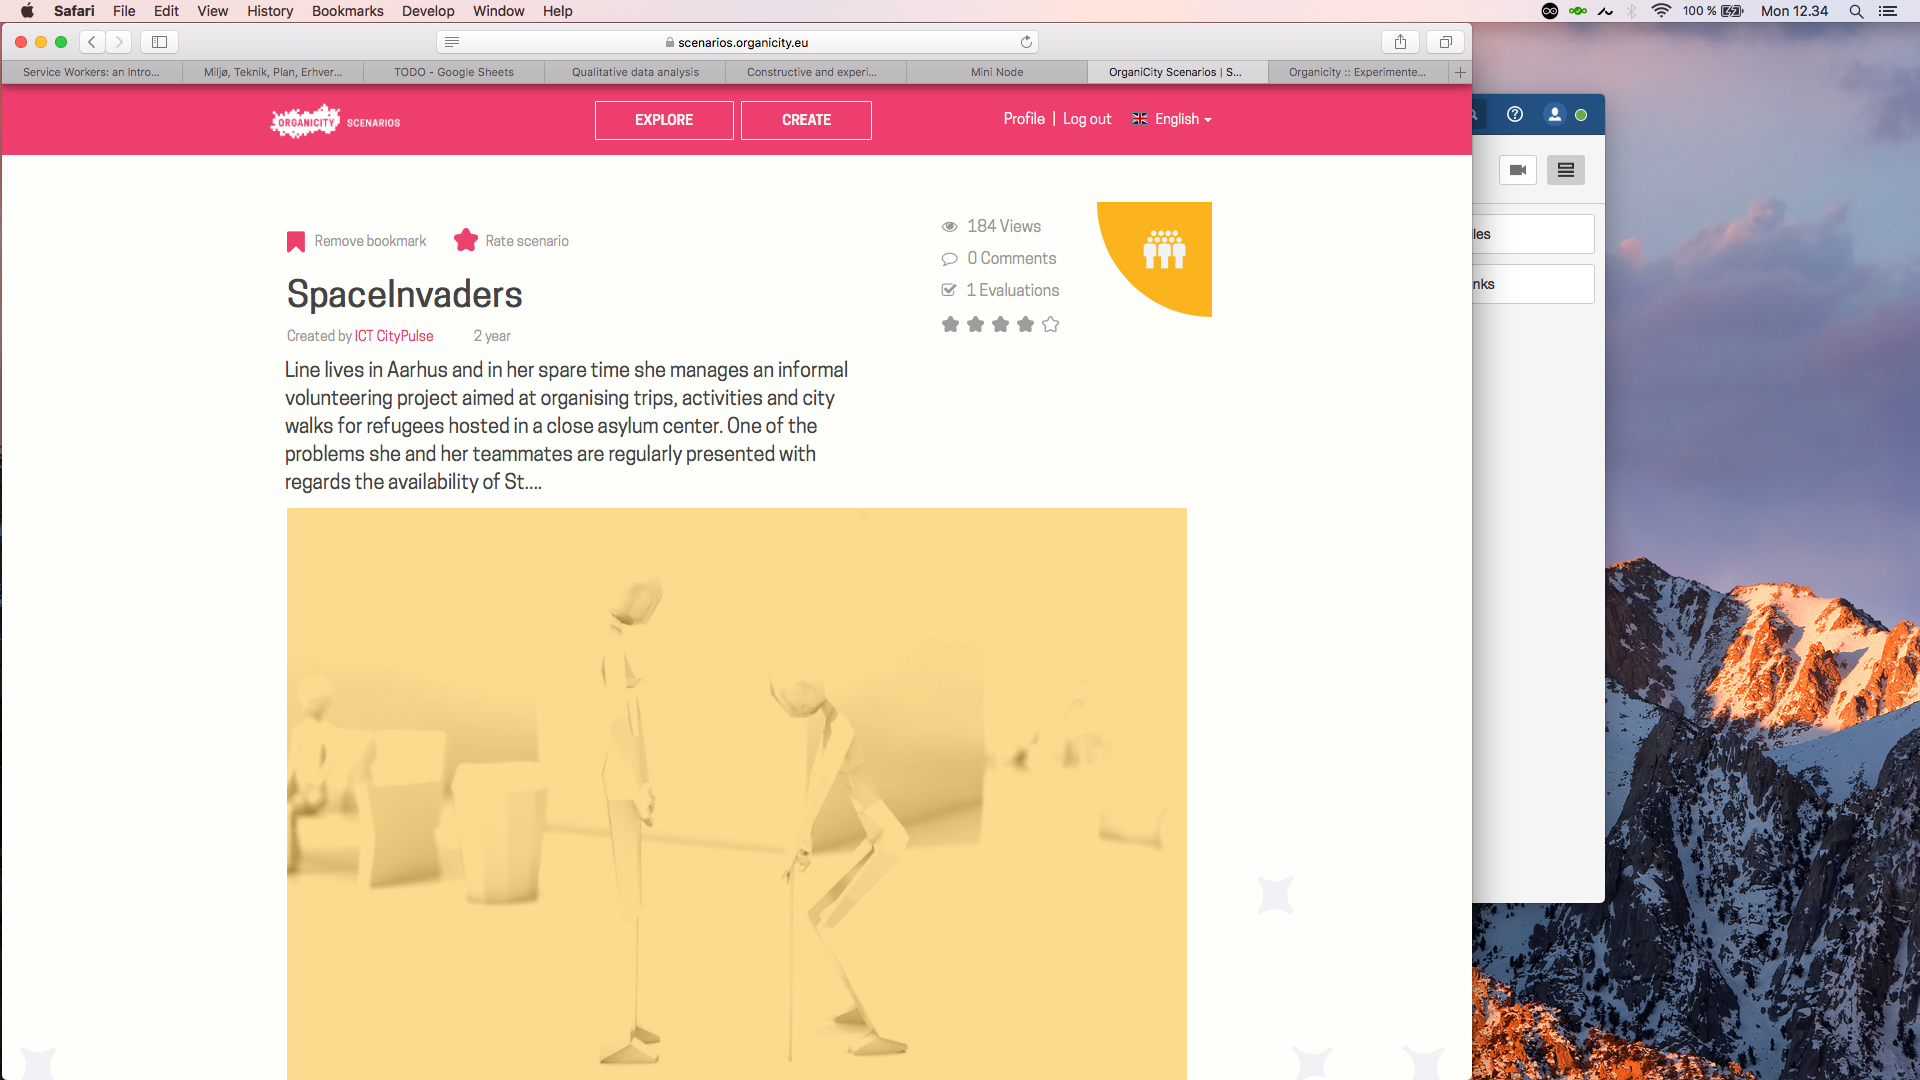 Safari File Edit View History Bookmarks Develop Window Help 100 % Mon 12.34
scenarios.organicity.eu
Service Workers: an Intro... Miljø, Teknik, Plan, Erhver... TODO - Google Sheets Qualitative data analysis Constructive and experi... Mini Node OrganiCity Scenarios | S... Organicity :: Experimente...
ORGANICITY SCENARIOS EXPLORE CREATE Profile | Log out English
les
nks
Remove bookmark Rate scenario
184 Views
0 Comments
1 Evaluations
SpaceInvaders
Created by ICT CityPulse 2 year
Line lives in Aarhus and in her spare time she manages an informal
volunteering project aimed at organising trips, activities and city
walks for refugees hosted in a close asylum center. One of the
problems she and her teammates are regularly presented with
regards the availability of St....